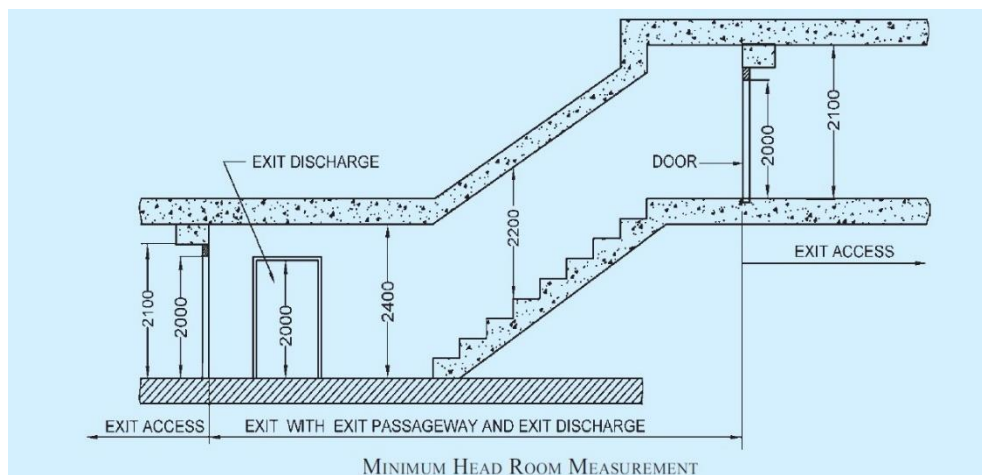 EXIT DISCHARGE
DOOR
2000
2100
2200
EXIT ACCESS
2100
2000
2000
2400
EXIT ACCESS
EXIT WITH EXIT PASSAGEWAY AND EXIT DISCHARGE
MINIMUM HEAD ROOM MEASUREMENT